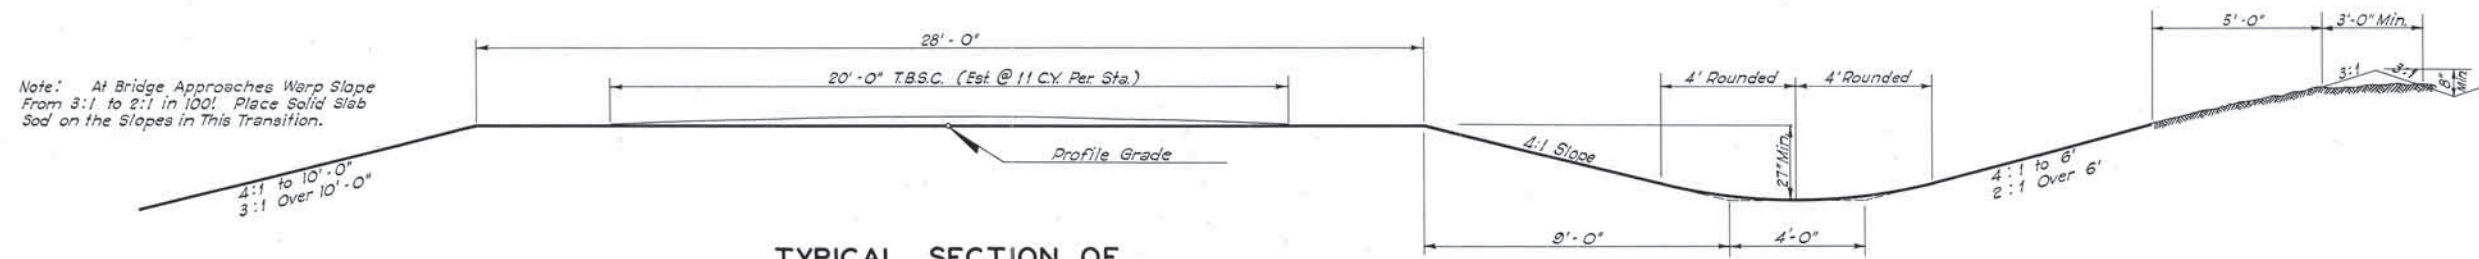 5'-0"
3'-0" Min.
28'-0"
Note: At Bridge Approaches Warp Slope
From 3:1 to 2:1 in 100'. Place Solid Slab
Sod on the Slopes in This Transition.
20'-0" T.B.S.C. (Est. @ 11 C.Y. Per. Sta.)
4' Rounded
4' Rounded
3:1
3:1
8" Min
Profile Grade
4:1 Slope
27" Min.
4:1 to 10'-0"
3:1 Over 10'-0"
4:1 to 6'
2:1 Over 6'
9'-0"
4'-0"
TYPICAL SECTION OF